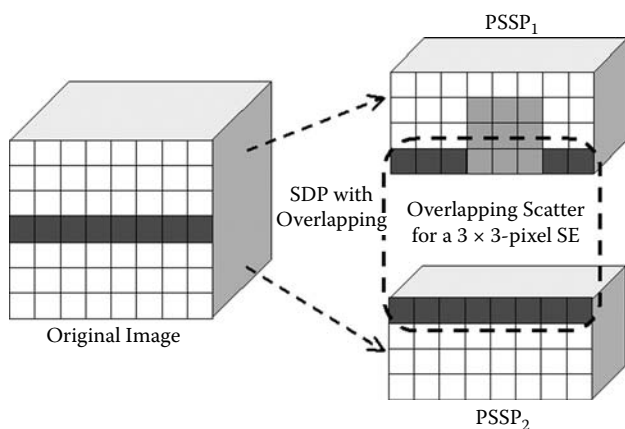 PSSP₁
SDP with
Overlapping
Overlapping Scatter
for a 3 × 3-pixel SE
Original Image
PSSP₂